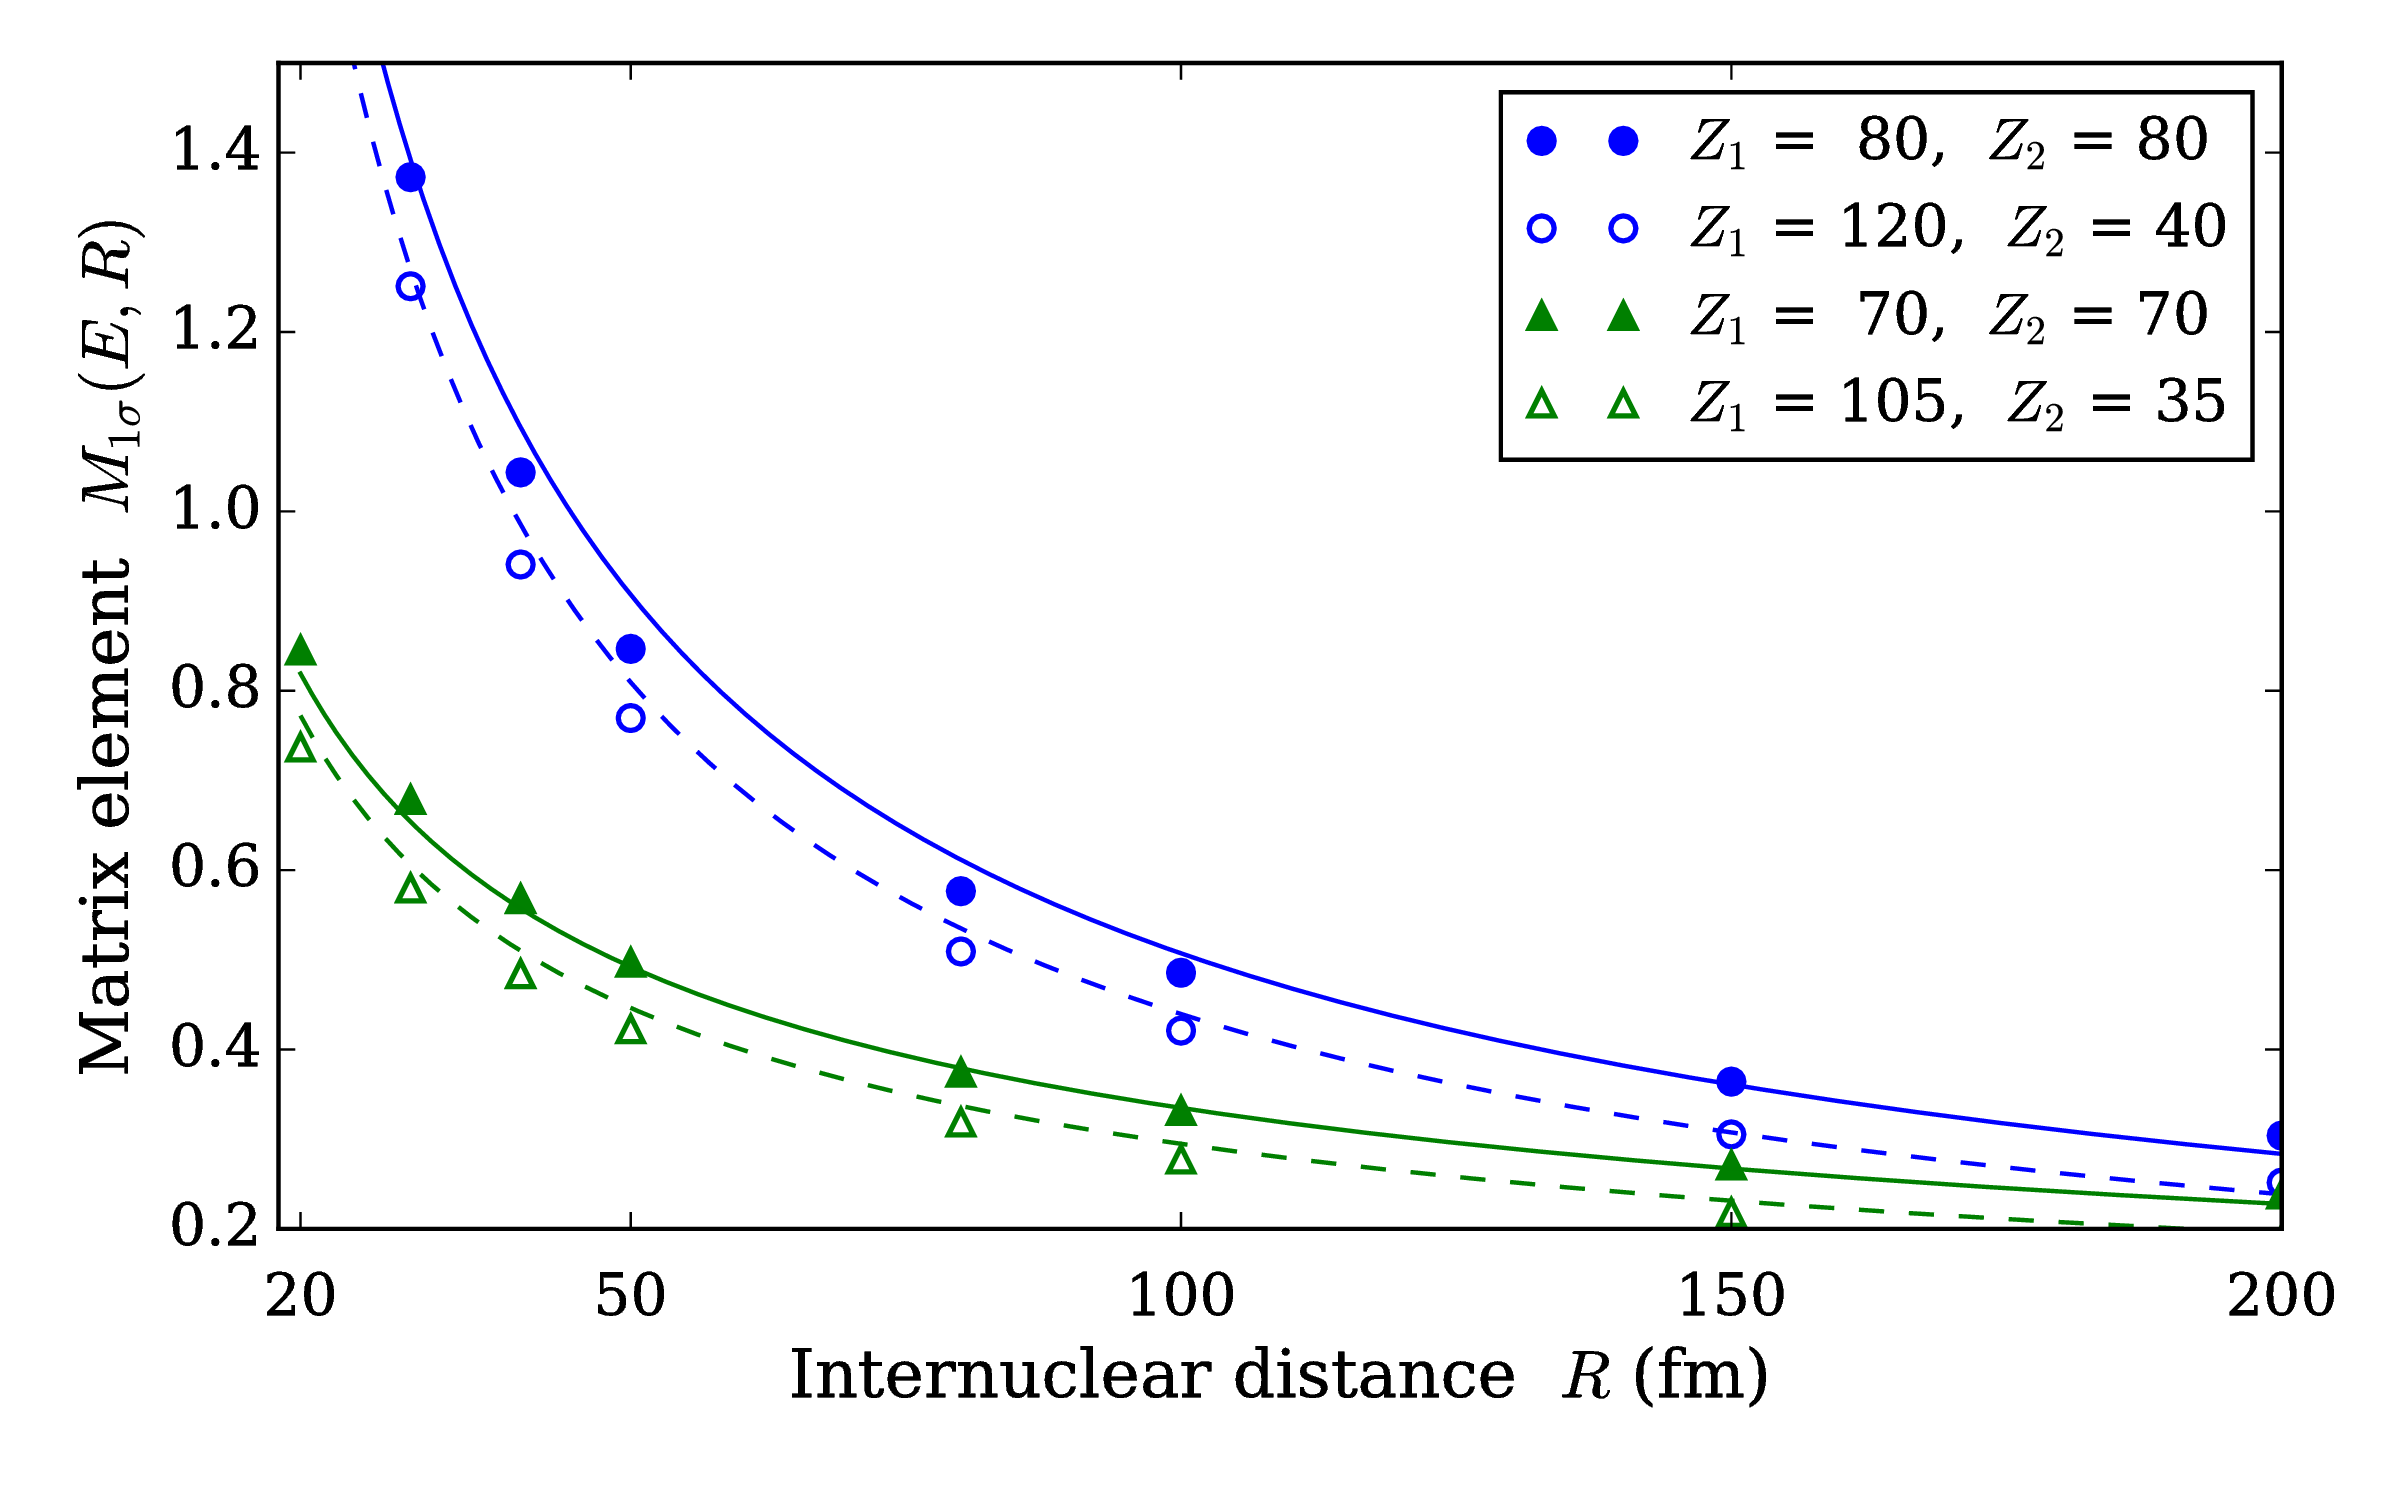 Z₁ = 80, Z₂ = 80
Z₁ = 120, Z₂ = 40
Z₁ = 70, Z₂ = 70
Z₁ = 105, Z₂ = 35
Matrix element M₁σ(E, R)
1.4
1.2
1.0
0.8
0.6
0.4
0.2
20 50 100 150 200
Internuclear distance R (fm)